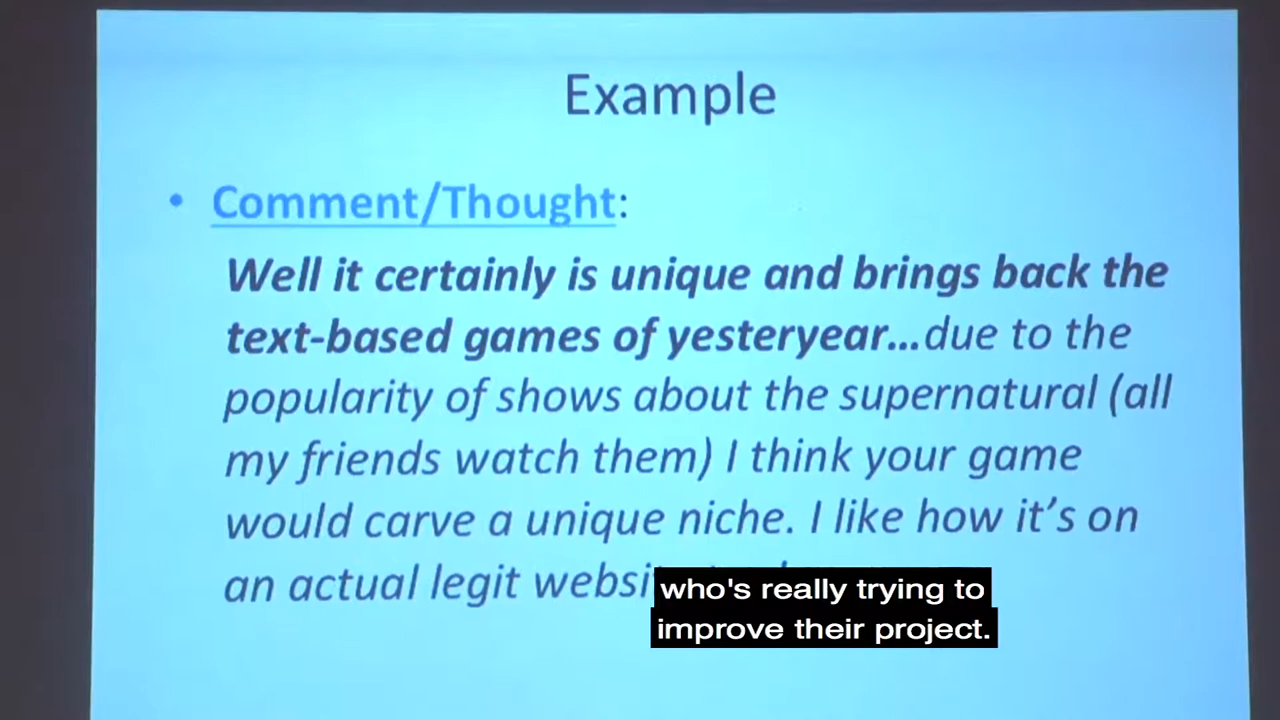 Example
• Comment/Thought:
Well it certainly is unique and brings back the
text-based games of yesteryear...due to the
popularity of shows about the supernatural (all
my friends watch them) I think your game
would carve a unique niche. I like how it's on
an actual legit
who's really trying to
improve their project.